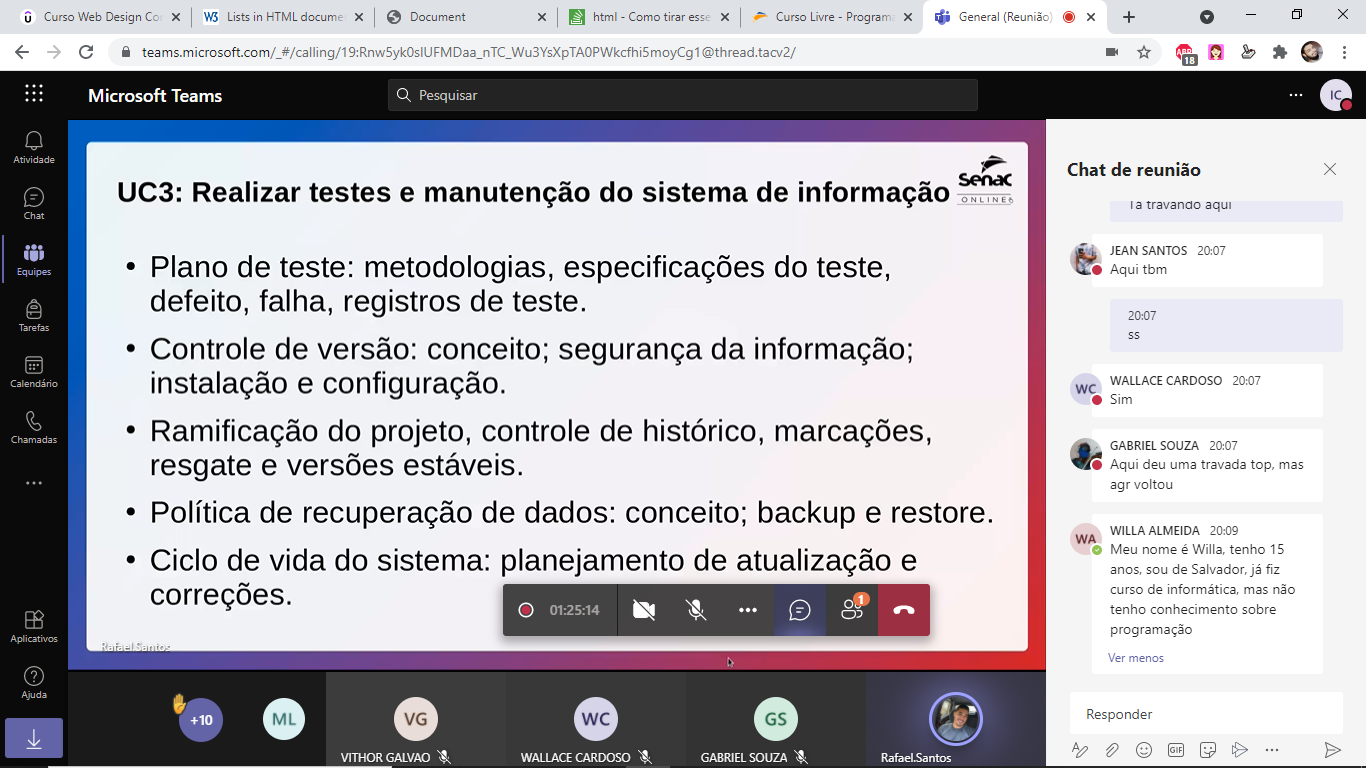 Curso Web Design Co
Lists in HTML docume
Document
html - Como tirar esse
Curso Livre - Program
General (Reunião)
teams.microsoft.com/_#/calling/19:Rnw5yk0sIUFMDaa_nTC_Wu3YsXpTA0PWkcfhi5moyCg1@thread.tacv2/
18
Microsoft Teams
Pesquisar
IC
Atividade
Chat
Equipes
Tarefas
Calendário
Chamadas
Aplicativos
Ajuda
UC3: Realizar testes e manutenção do sistema de informação
senac
ONLINE
• Plano de teste: metodologias, especificações do teste,
defeito, falha, registros de teste.
• Controle de versão: conceito; segurança da informação;
instalação e configuração.
• Ramificação do projeto, controle de histórico, marcações,
resgate e versões estáveis.
• Política de recuperação de dados: conceito; backup e restore.
• Ciclo de vida do sistema: planejamento de atualização e
correções.
01:25:14
1
Rafael.Santos
+10
ML
VG
VITHOR GALVAO
WC
WALLACE CARDOSO
GS
GABRIEL SOUZA
Rafael.Santos
Chat de reunião
Ta travando aqui
JEAN SANTOS 20:07
Aqui tbm
20:07
ss
WC
WALLACE CARDOSO 20:07
Sim
GABRIEL SOUZA 20:07
Aqui deu uma travada top, mas
agr voltou
WA
WILLA ALMEIDA 20:09
Meu nome é Willa, tenho 15
anos, sou de Salvador, já fiz
curso de informática, mas não
tenho conhecimento sobre
programação
Ver menos
Responder
GIF